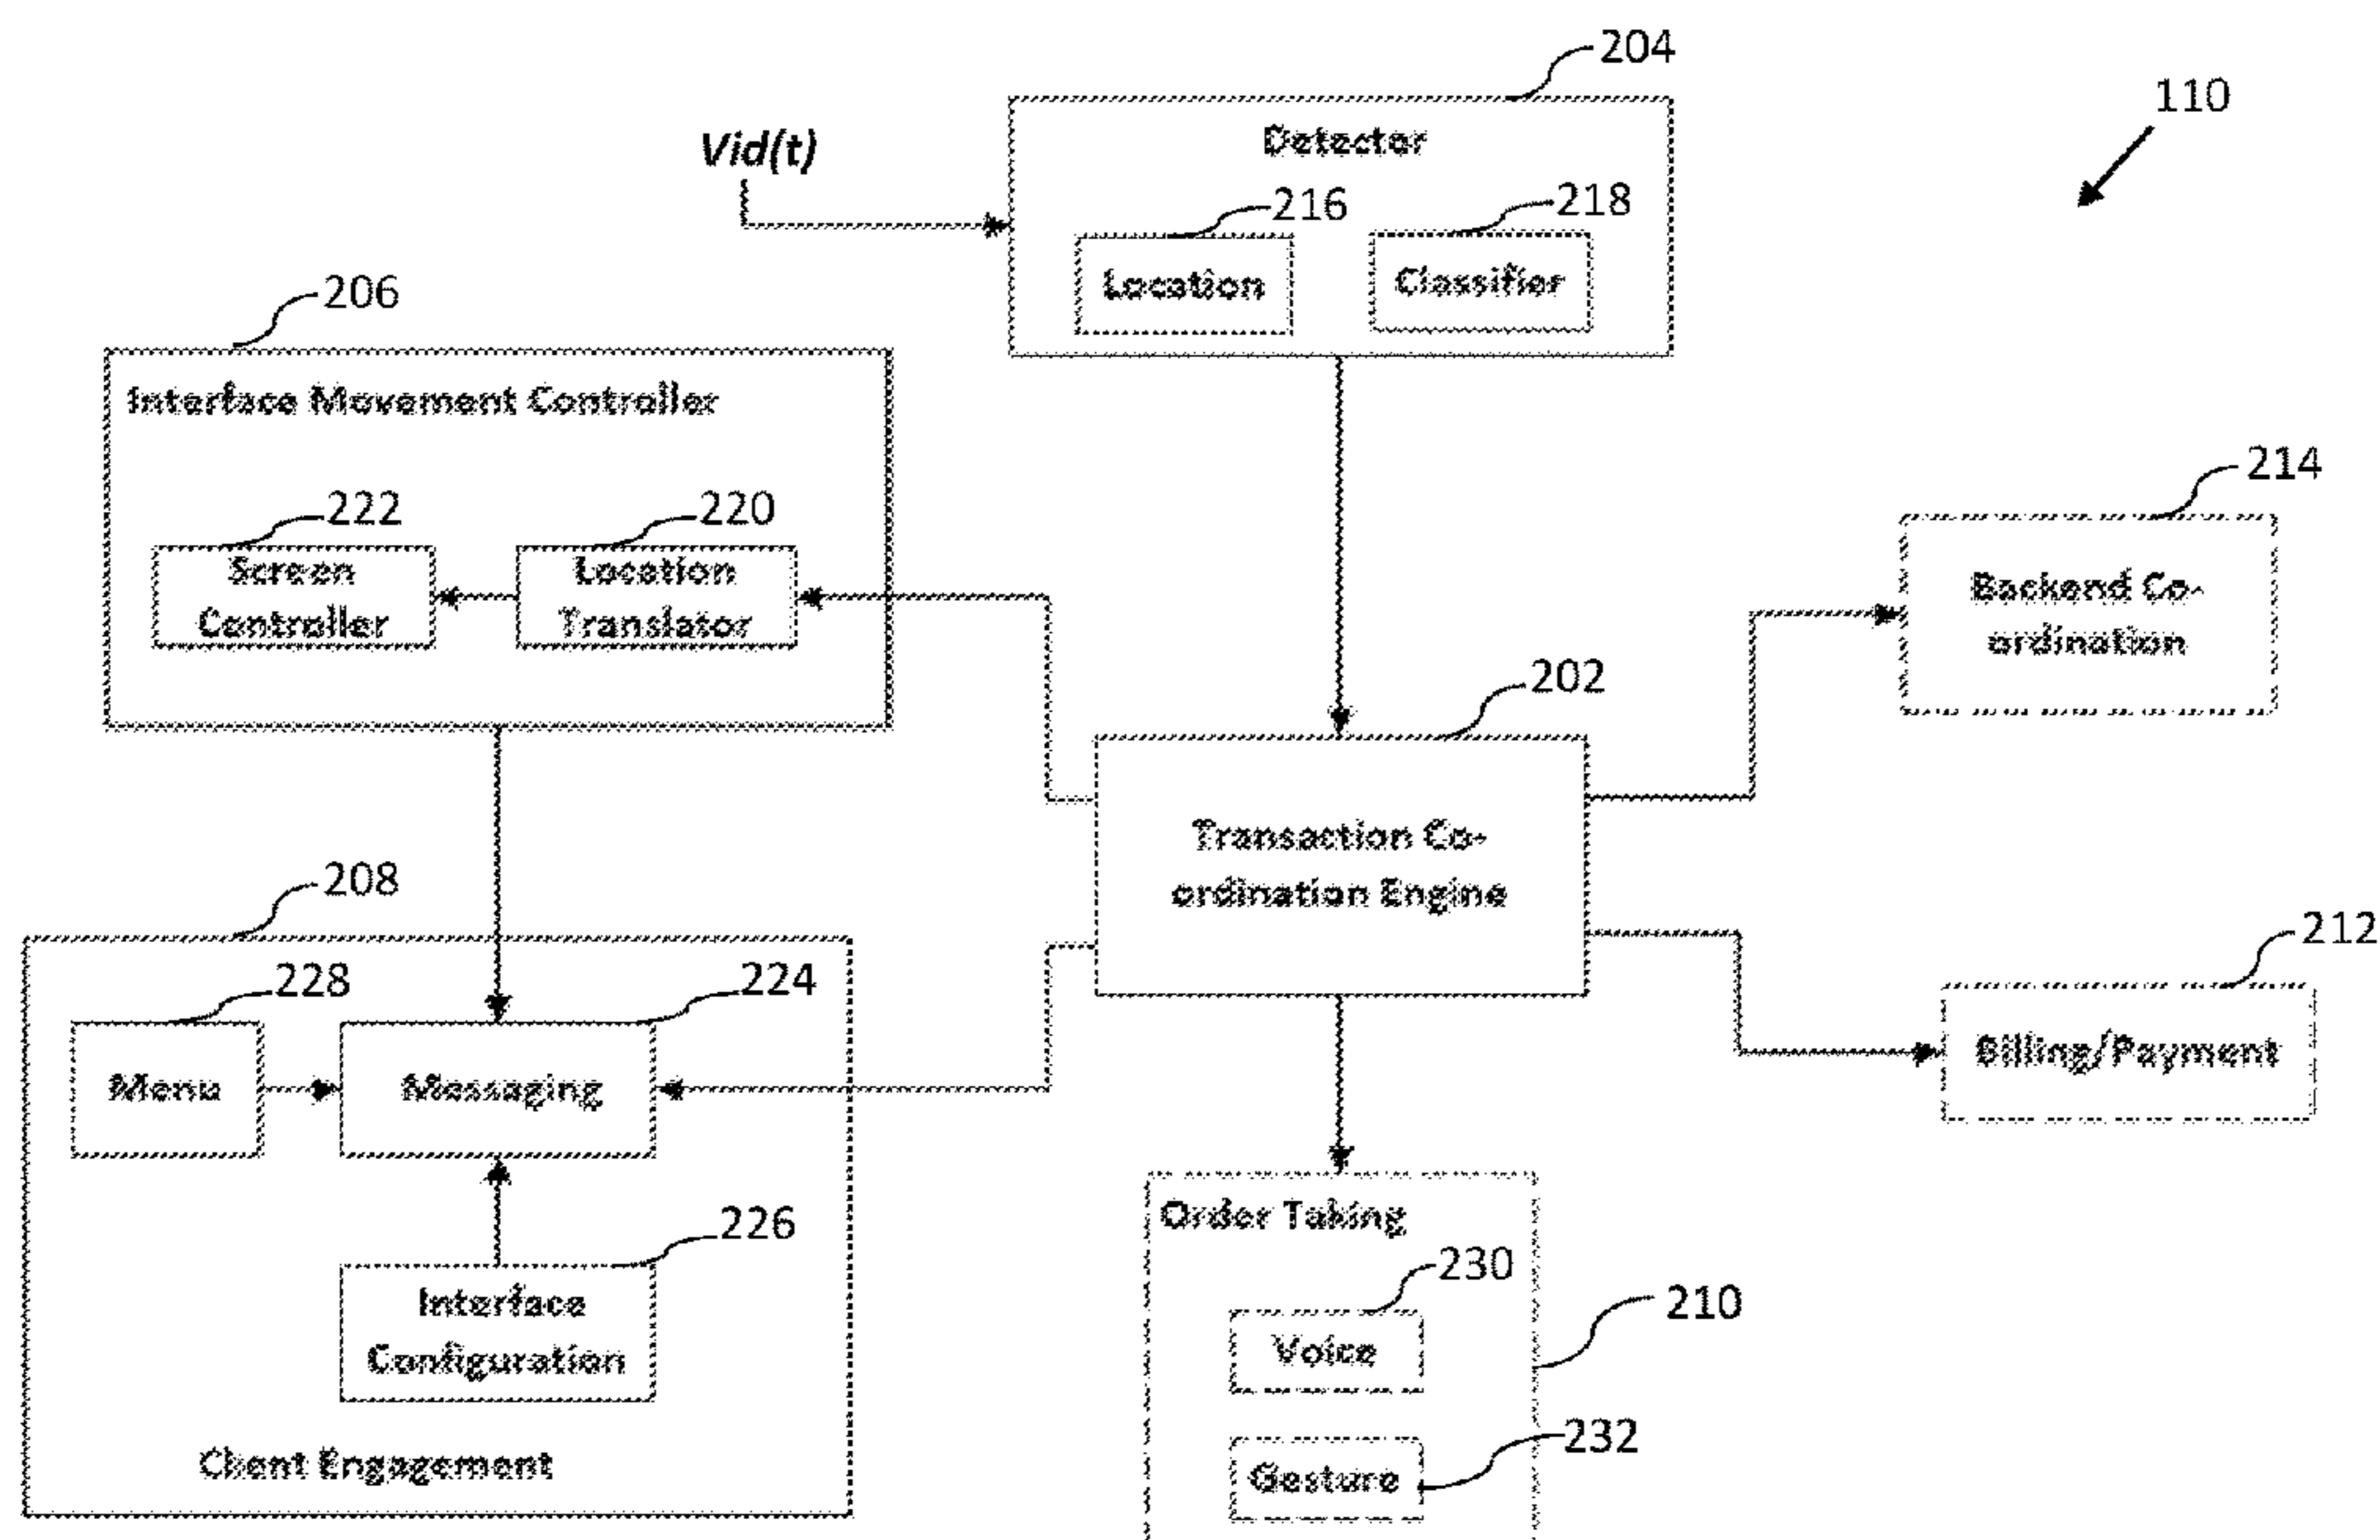 204
110
Vid(t)
Detector
216
218
Location
Classifier
206
Interface Movement Controller
222
220
Screen
Controller
Location
Translator
214
Backend Co-
ordination
202
Transaction Co-
ordination Engine
208
228
224
Menu
Messaging
226
Interface
Configuration
Client Engagement
212
Billing/Payment
Order Taking
230
Voice
210
232
Gesture